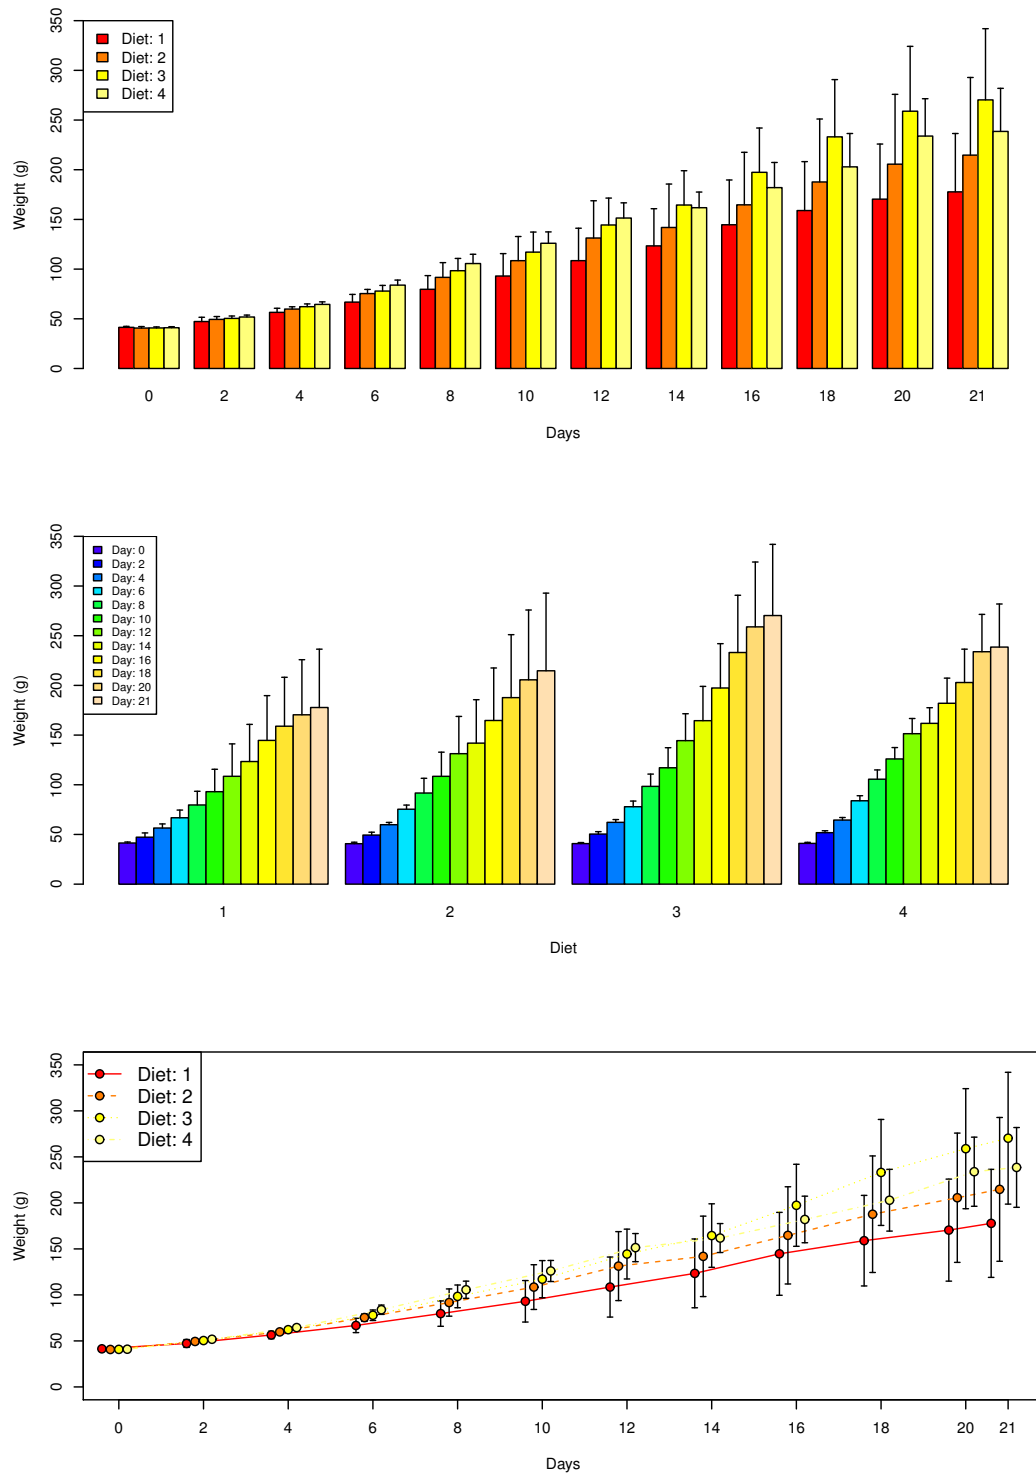 350
300
250
200
150
100
50
0
Weight (g)
Diet: 1
Diet: 2
Diet: 3
Diet: 4
0 2 4 6 8 10 12 14 16 18 20 21
Days
350
300
250
200
150
100
50
0
Weight (g)
Day: 0
Day: 2
Day: 4
Day: 6
Day: 8
Day: 10
Day: 12
Day: 14
Day: 16
Day: 18
Day: 20
Day: 21
1 2 3 4
Diet
350
300
250
200
150
100
50
0
Weight (g)
Diet: 1
Diet: 2
Diet: 3
Diet: 4
0 2 4 6 8 10 12 14 16 18 20 21
Days